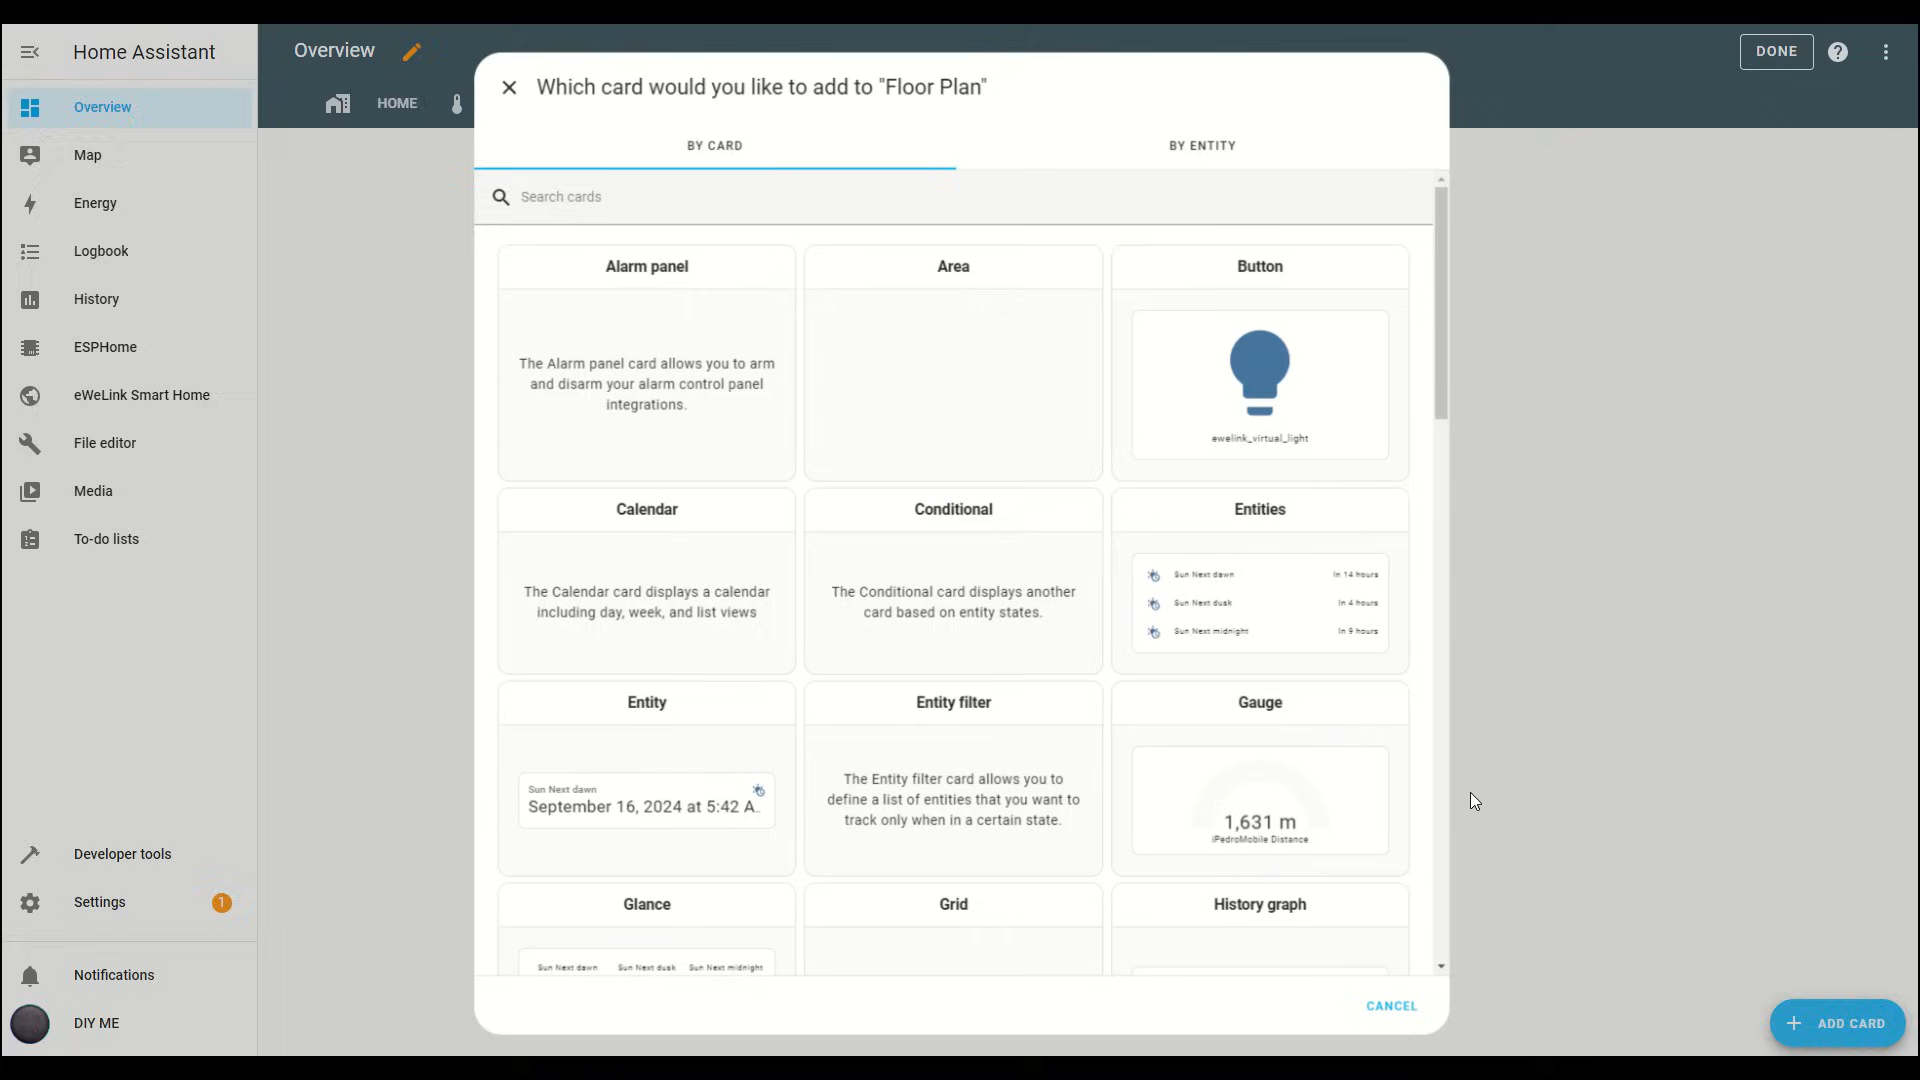 Home Assistant
Overview
Map
Energy
Logbook
History
ESPHome
eWeLink Smart Home
File editor
Media
To-do lists
Developer tools
Settings
1
Notifications
DIY ME
Overview
HOME
DONE
Which card would you like to add to "Floor Plan"
BY CARD
BY ENTITY
Search cards
Alarm panel
The Alarm panel card allows you to arm
and disarm your alarm control panel
integrations.
Area
Button
ewelink_virtual_light
Calendar
The Calendar card displays a calendar
including day, week, and list views
Conditional
The Conditional card displays another
card based on entity states.
Entities
Sun Next dawn In 14 hours
Sun Next dusk In 4 hours
Sun Next midnight In 9 hours
Entity
Sun Next dawn
September 16, 2024 at 5:42 A..
Entity filter
The Entity filter card allows you to
define a list of entities that you want to
track only when in a certain state.
Gauge
1,631 m
iPedroMobile Distance
Glance
Sun Next dawn Sun Next dusk Sun Next midnight
Grid
History graph
CANCEL
ADD CARD